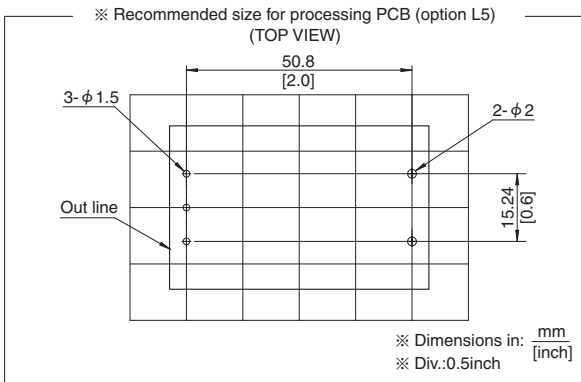 ※ Recommended size for processing PCB (option L5)
(TOP VIEW)
50.8
[2.0]
3-ϕ1.5
2-ϕ2
Out line
15.24
[0.6]
※ Dimensions in: mm
[inch]
※ Div.:0.5inch